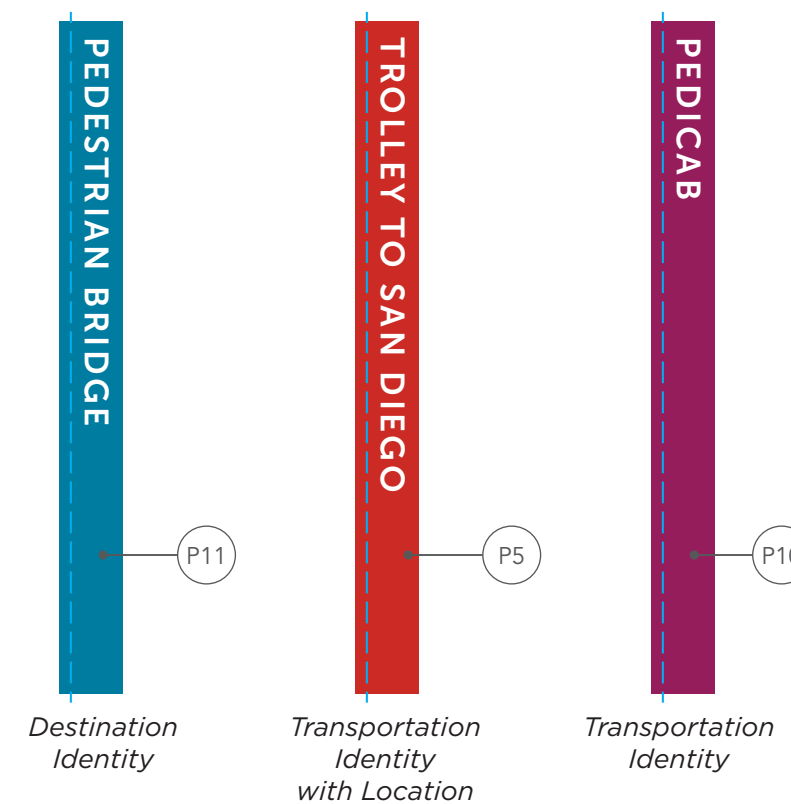 PEDESTRIAN BRIDGE
P11
Destination
Identity
TROLLEY TO SAN DIEGO
P5
Transportation
Identity
with Location
PEDICAB
Transportation
Identity